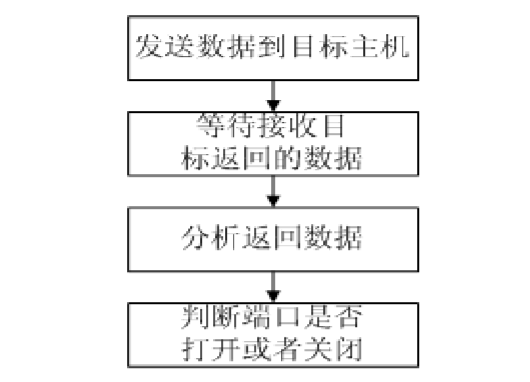 发送数据到目标主机
等待接收目
标返回的数据
分析返回数据
判断端口是否
打开或者关闭